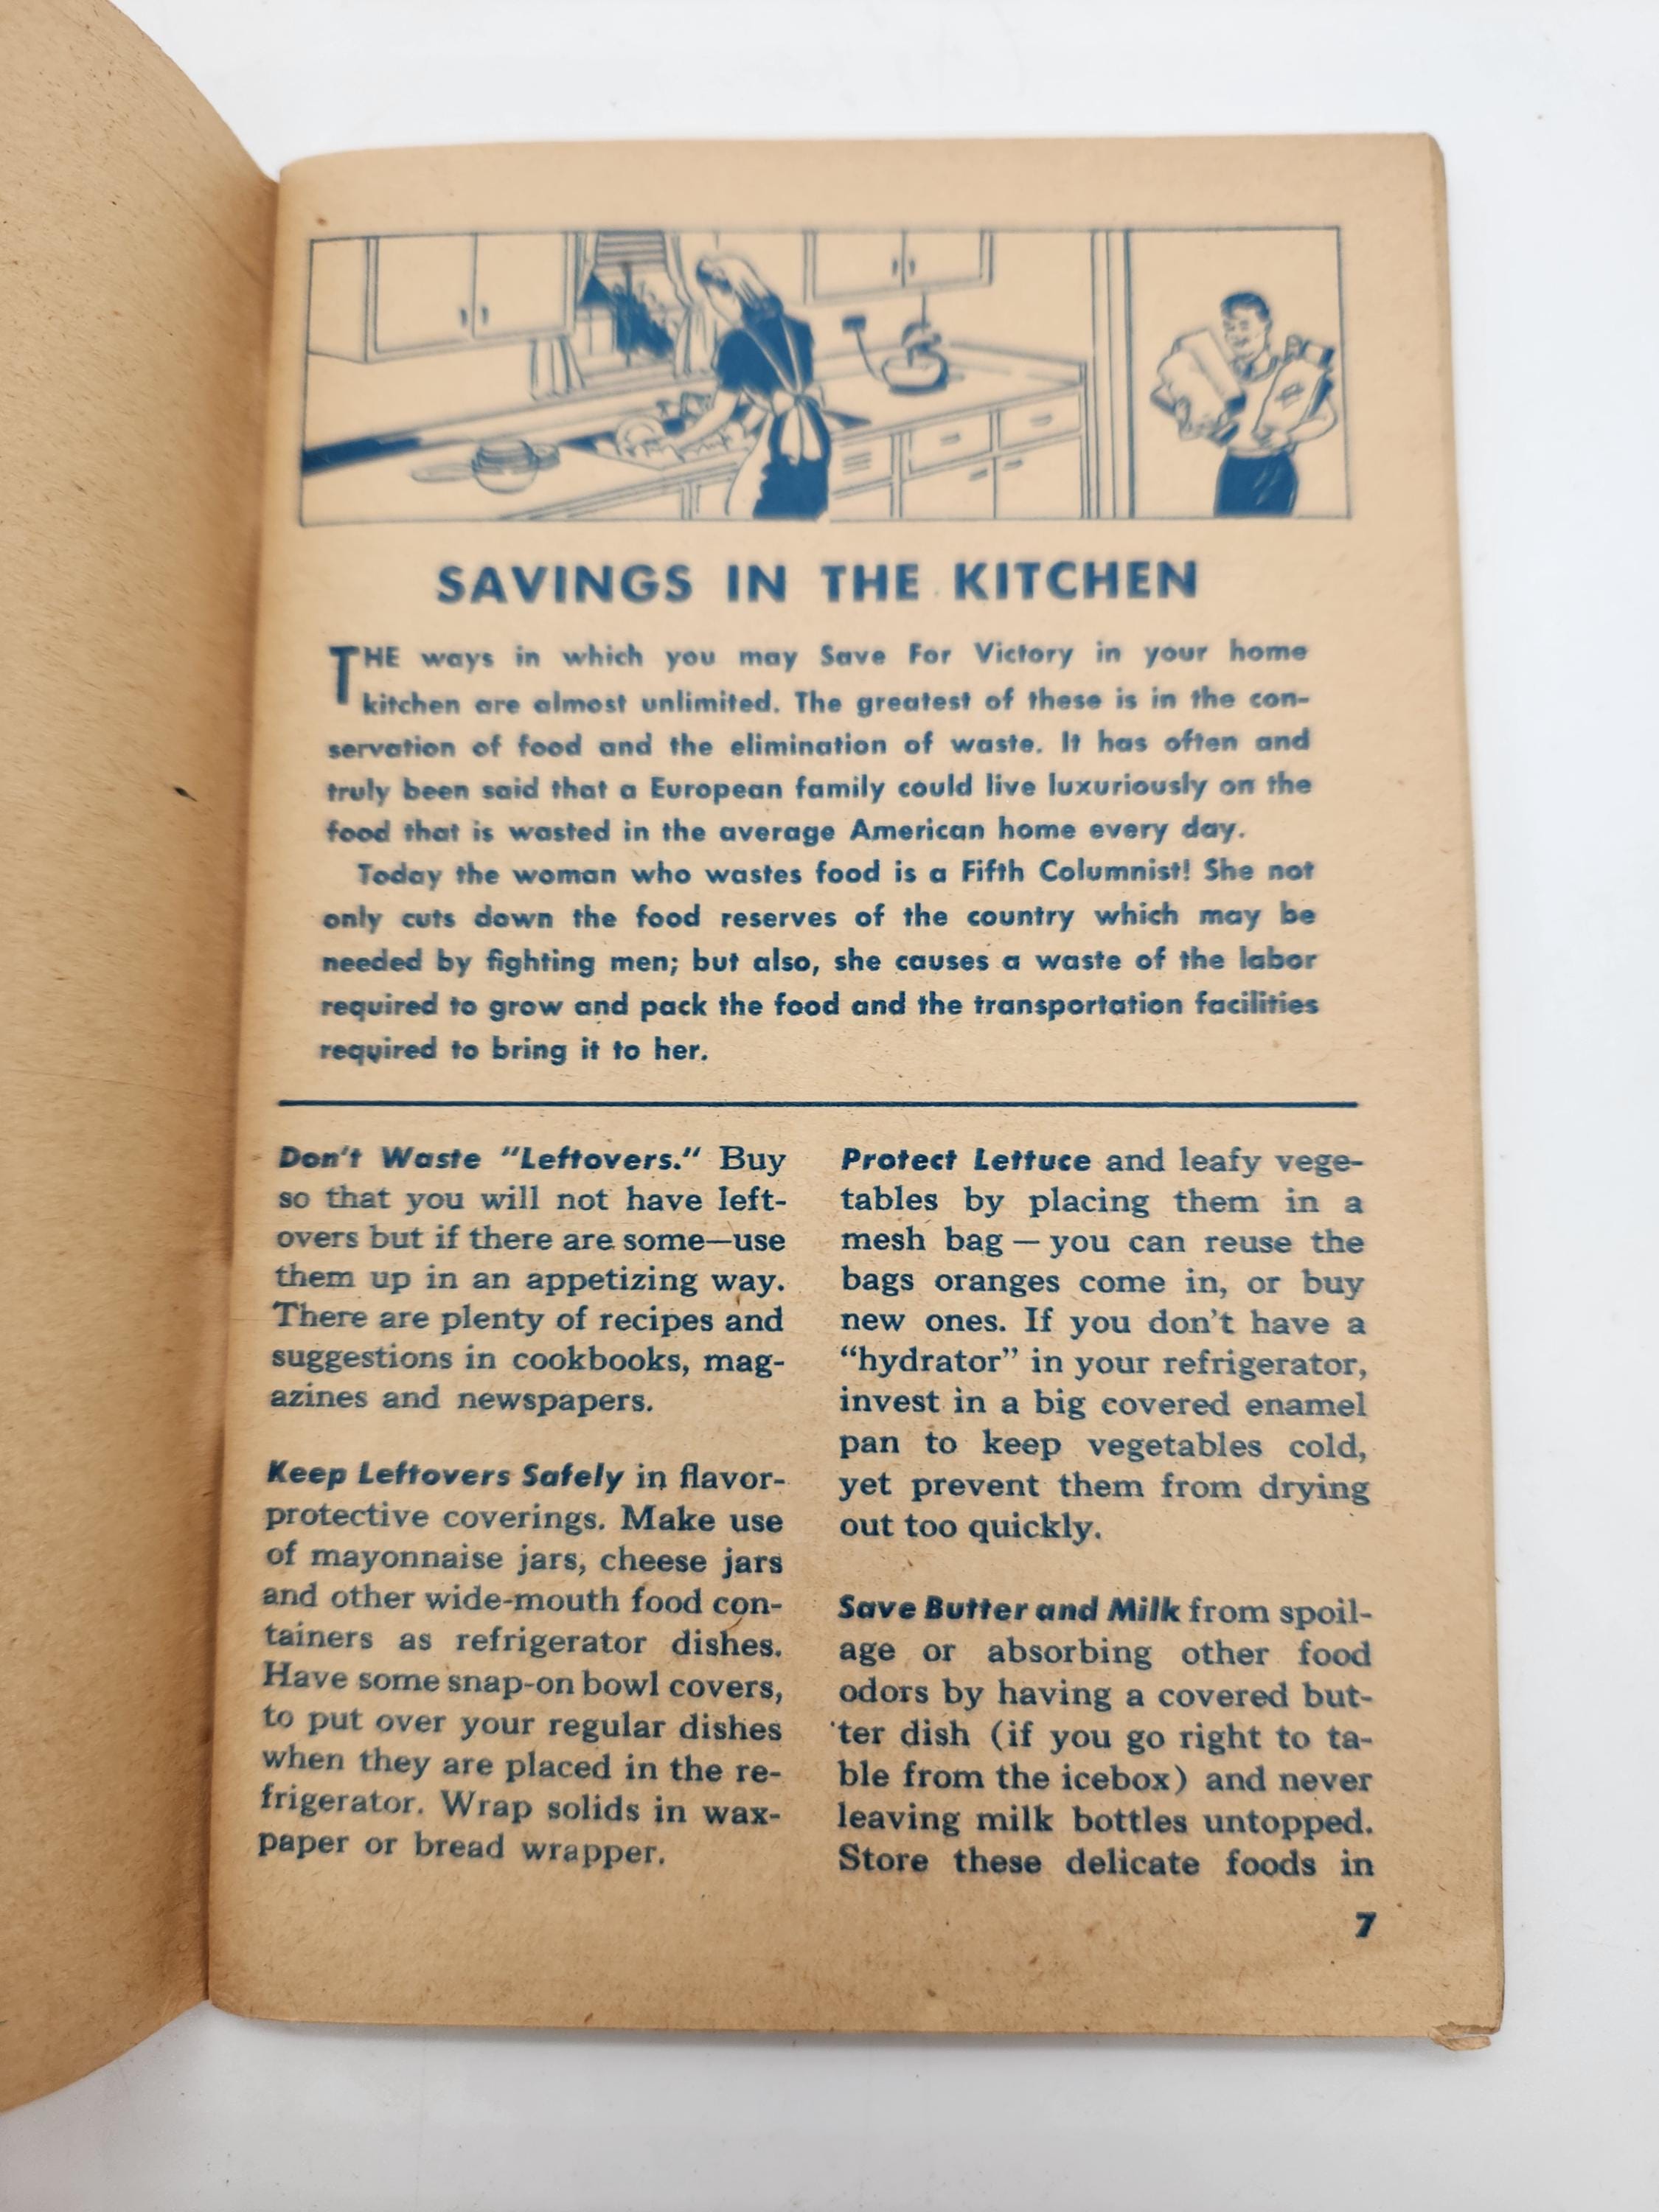 SAVINGS IN THE KITCHEN
THE ways in which you may Save For Victory in your home
kitchen are almost unlimited. The greatest of these is in the con-
servation of food and the elimination of waste. It has often and
truly been said that a European family could live luxuriously on the
food that is wasted in the average American home every day.
Today the woman who wastes food is a Fifth Columnist! She not
only cuts down the food reserves of the country which may be
needed by fighting men; but also, she causes a waste of the labor
required to grow and pack the food and the transportation facilities
required to bring it to her.
Don't Waste "Leftovers." Buy
so that you will not have left-
overs but if there are some—use
them up in an appetizing way.
There are plenty of recipes and
suggestions in cookbooks, mag-
azines and newspapers.
Keep Leftovers Safely in flavor-
protective coverings. Make use
of mayonnaise jars, cheese jars
and other wide-mouth food con-
tainers as refrigerator dishes.
Have some snap-on bowl covers,
to put over your regular dishes
when they are placed in the re-
frigerator. Wrap solids in wax-
paper or bread wrapper.
Protect Lettuce and leafy vege-
tables by placing them in a
mesh bag — you can reuse the
bags oranges come in, or buy
new ones. If you don't have a
"hydrator" in your refrigerator,
invest in a big covered enamel
pan to keep vegetables cold,
yet prevent them from drying
out too quickly.
Save Butter and Milk from spoil-
age or absorbing other food
odors by having a covered but-
ter dish (if you go right to ta-
ble from the icebox) and never
leaving milk bottles untopped.
Store these delicate foods in
7